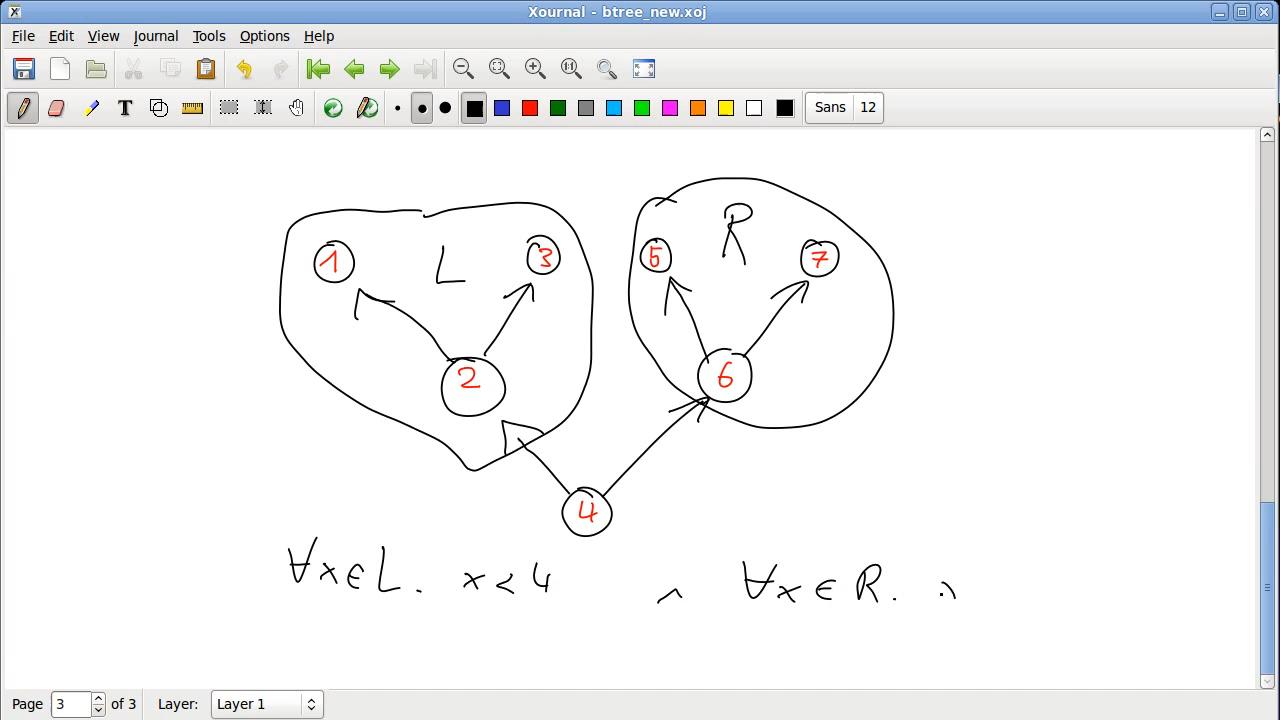 Xournal - btree_new.xoj
File Edit View Journal Tools Options Help
T Sans 12
L R
1 3 5 7
2 6
4
∀x∈L. x<4 ∧ ∀x∈R.
Page 3 of 3 Layer: Layer 1